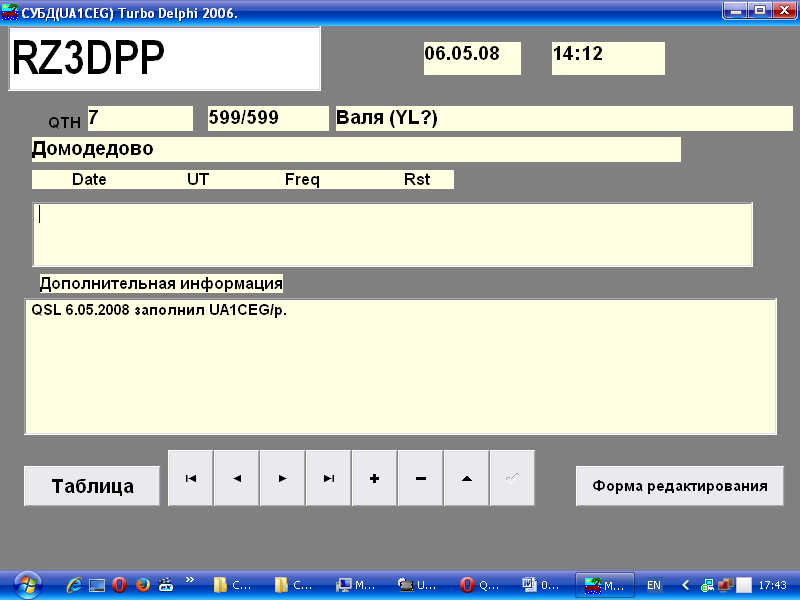 СУБД(UA1CEG) Turbo Delphi 2006.
RZ3DPP
06.05.08 14:12
QTH 7 599/599 Валя (YL?)
Домодедово
Date UT Freq Rst
Дополнительная информация
QSL 6.05.2008 заполнил UA1CEG/p.
Таблица
Форма редактирования
С... С... М... U... Q... 0... М... EN 17:43